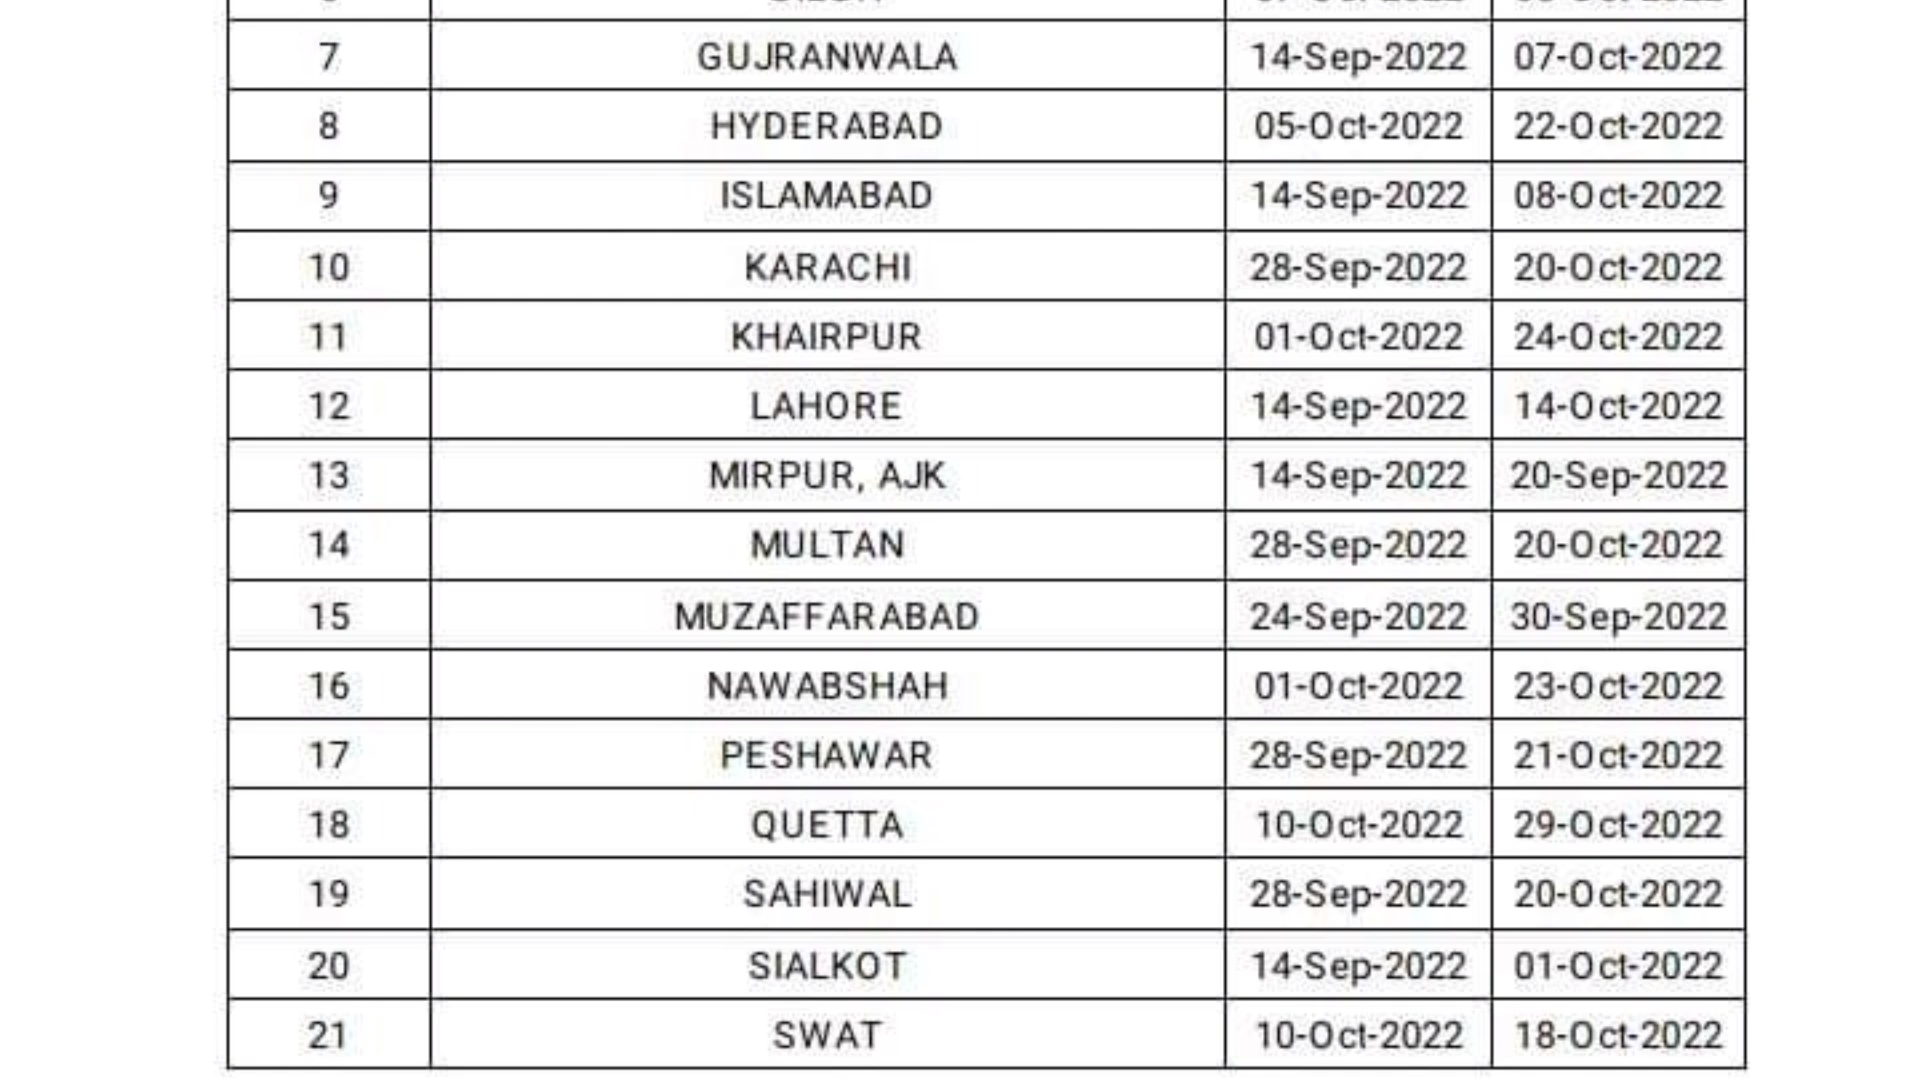 7 GUJRANWALA 14-Sep-2022 07-Oct-2022
8 HYDERABAD 05-Oct-2022 22-Oct-2022
9 ISLAMABAD 14-Sep-2022 08-Oct-2022
10 KARACHI 28-Sep-2022 20-Oct-2022
11 KHAIRPUR 01-Oct-2022 24-Oct-2022
12 LAHORE 14-Sep-2022 14-Oct-2022
13 MIRPUR, AJK 14-Sep-2022 20-Sep-2022
14 MULTAN 28-Sep-2022 20-Oct-2022
15 MUZAFFARABAD 24-Sep-2022 30-Sep-2022
16 NAWABSHAH 01-Oct-2022 23-Oct-2022
17 PESHAWAR 28-Sep-2022 21-Oct-2022
18 QUETTA 10-Oct-2022 29-Oct-2022
19 SAHIWAL 28-Sep-2022 20-Oct-2022
20 SIALKOT 14-Sep-2022 01-Oct-2022
21 SWAT 10-Oct-2022 18-Oct-2022